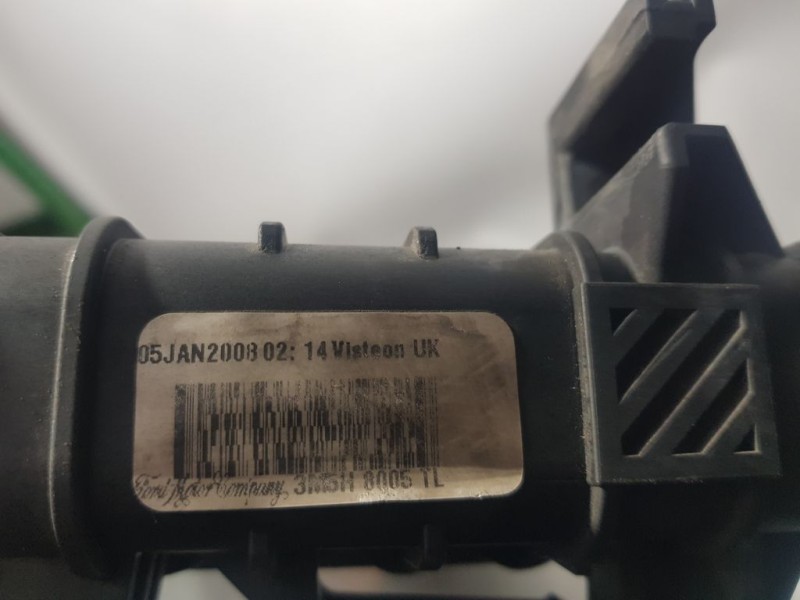 05JAN2008 02: 14 Visteon UK
Ford Motor Company 3M5H 8005 TL